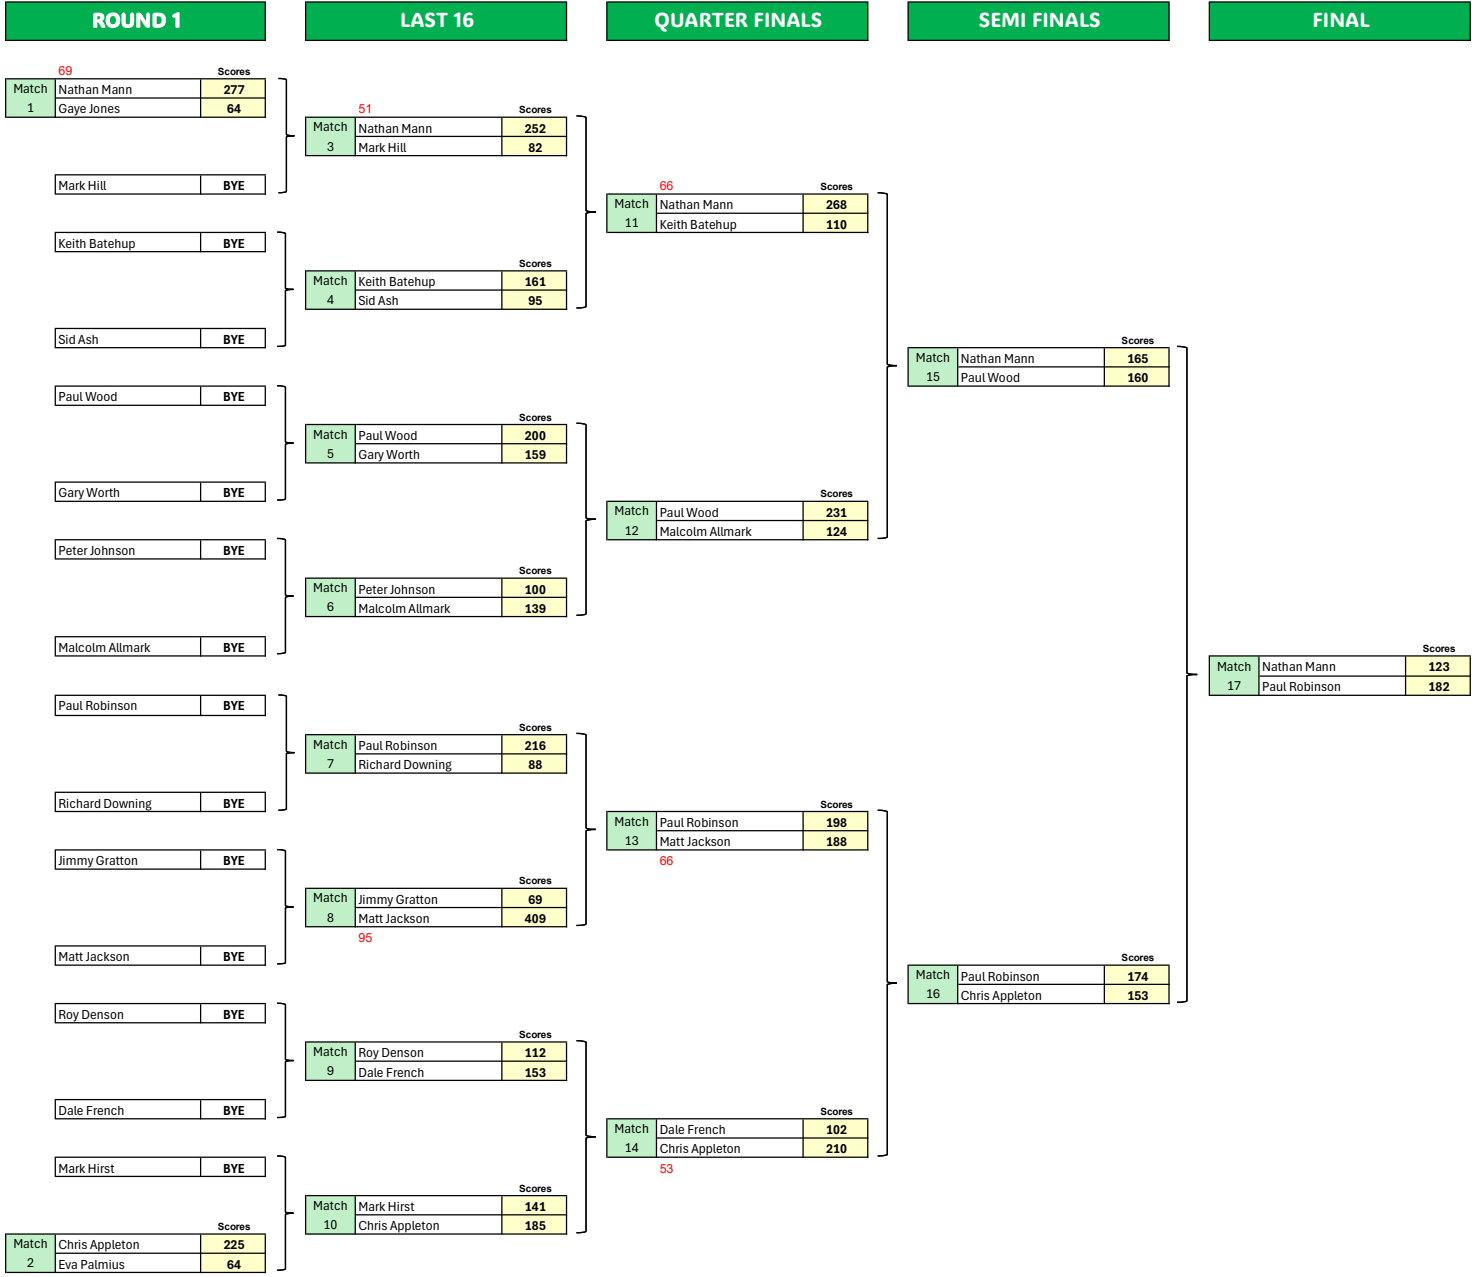 ROUND 1
LAST 16
QUARTER FINALS
SEMI FINALS
FINAL
69 Scores
Match 1
Nathan Mann 277
Gaye Jones 64
Mark Hill BYE
Keith Batehup BYE
Sid Ash BYE
Paul Wood BYE
Gary Worth BYE
Peter Johnson BYE
Malcolm Allmark BYE
Paul Robinson BYE
Richard Downing BYE
Jimmy Gratton BYE
Matt Jackson BYE
Roy Denson BYE
Dale French BYE
Mark Hirst BYE
Scores
Match 2
Chris Appleton 225
Eva Palmius 64
51 Scores
Match 3
Nathan Mann 252
Mark Hill 82
Scores
Match 4
Keith Batehup 161
Sid Ash 95
Scores
Match 5
Paul Wood 200
Gary Worth 159
Scores
Match 6
Peter Johnson 100
Malcolm Allmark 139
Scores
Match 7
Paul Robinson 216
Richard Downing 88
Scores
Match 8
Jimmy Gratton 69
Matt Jackson 409
95
Scores
Match 9
Roy Denson 112
Dale French 153
Scores
Match 10
Mark Hirst 141
Chris Appleton 185
66 Scores
Match 11
Nathan Mann 268
Keith Batehup 110
Scores
Match 12
Paul Wood 231
Malcolm Allmark 124
Scores
Match 13
Paul Robinson 198
Matt Jackson 188
66
Scores
Match 14
Dale French 102
Chris Appleton 210
53
Scores
Match 15
Nathan Mann 165
Paul Wood 160
Scores
Match 16
Paul Robinson 174
Chris Appleton 153
Scores
Match 17
Nathan Mann 123
Paul Robinson 182